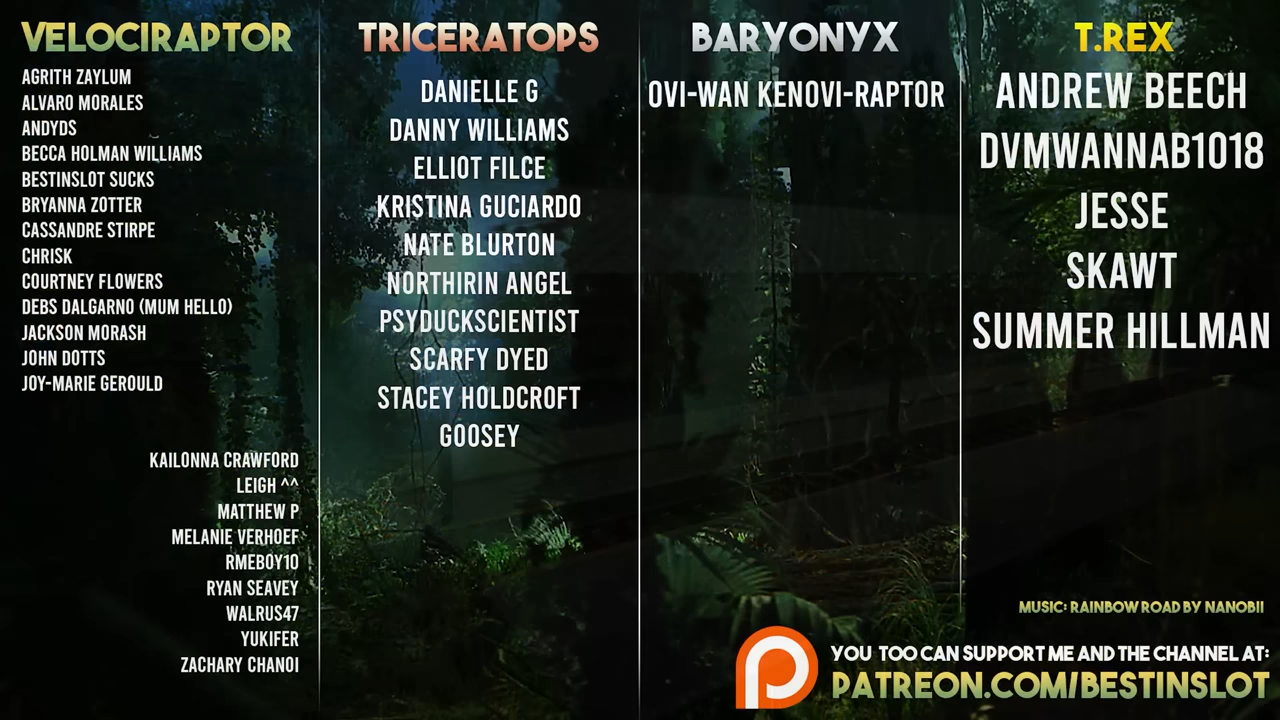 VELOCIRAPTOR
AGRITH ZAYLUM
ALVARO MORALES
ANDYDS
BECCA HOLMAN WILLIAMS
BESTINSLOT SUCKS
BRYANNA ZOTTER
CASSANDRE STIRPE
CHRISK
COURTNEY FLOWERS
DEBS DALGARNO (MUM HELLO)
JACKSON MORASH
JOHN DOTTS
JOY-MARIE GEROULD
KAILONNA CRAWFORD
LEIGH ^^
MATTHEW P
MELANIE VERHOEF
RMEBOY10
RYAN SEAVEY
WALRUS47
YUKIFER
ZACHARY CHANOI
TRICERATOPS
DANIELLE G
DANNY WILLIAMS
ELLIOT FILCE
KRISTINA GUCIARDO
NATE BLURTON
NORTHIRIN ANGEL
PSYDUCKSCIENTIST
SCARFY DYED
STACEY HOLDCROFT
GOOSEY
BARYONYX
OVI-WAN KENOVI-RAPTOR
T.REX
ANDREW BEECH
DVMWANNAB1018
JESSE
SKAWT
SUMMER HILLMAN
MUSIC: RAINBOW ROAD BY NANOBII
YOU TOO CAN SUPPORT ME AND THE CHANNEL AT:
PATREON.COM/BESTINSLOT